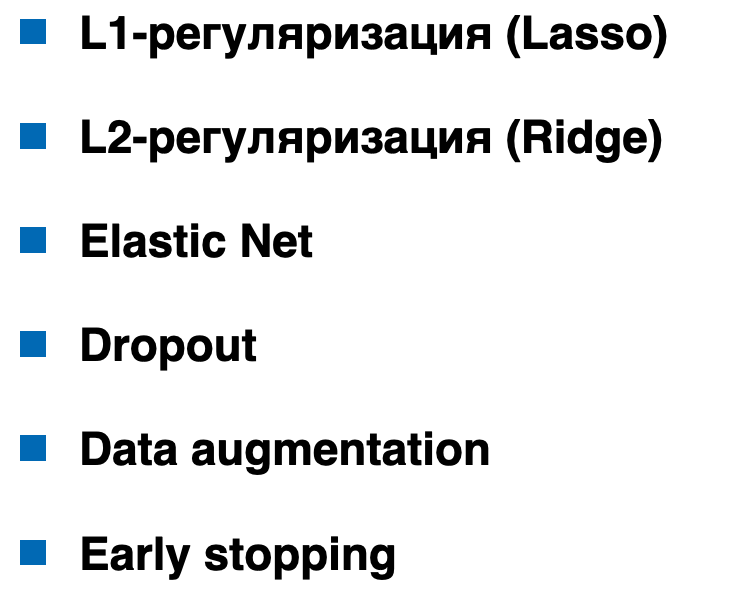 L1-регуляризация (Lasso)
L2-регуляризация (Ridge)
Elastic Net
Dropout
Data augmentation
Early stopping